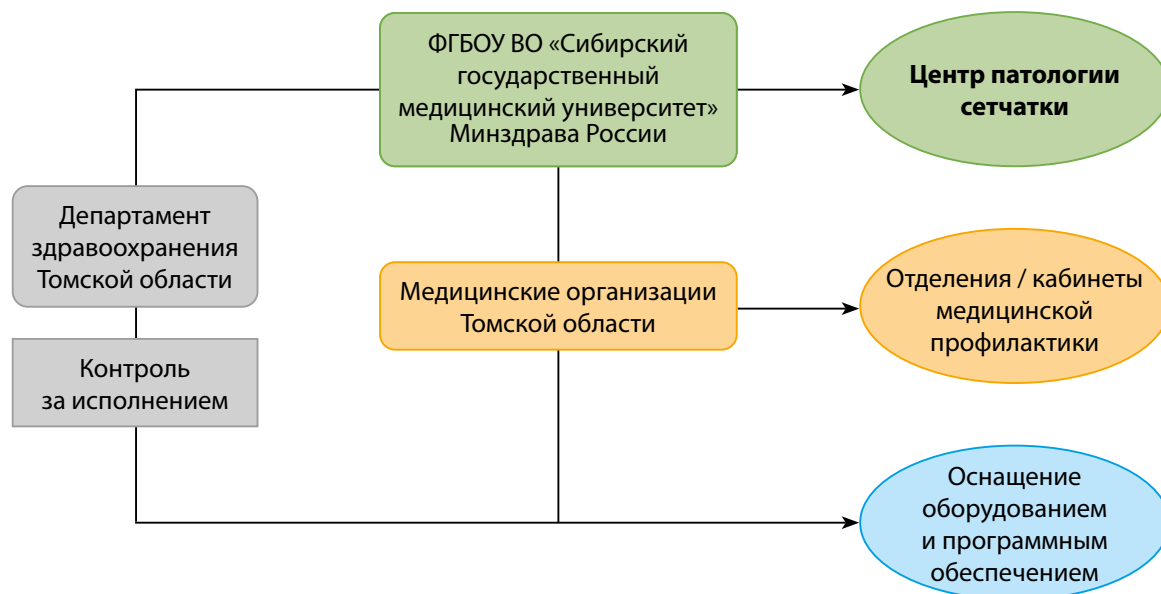 ФГБОУ ВО «Сибирский
государственный
медицинский университет»
Минздрава России
Центр патологии
сетчатки
Департамент
здравоохранения
Томской области
Медицинские организации
Томской области
Отделения / кабинеты
медицинской
профилактики
Контроль
за исполнением
Оснащение
оборудованием
и программным
обеспечением